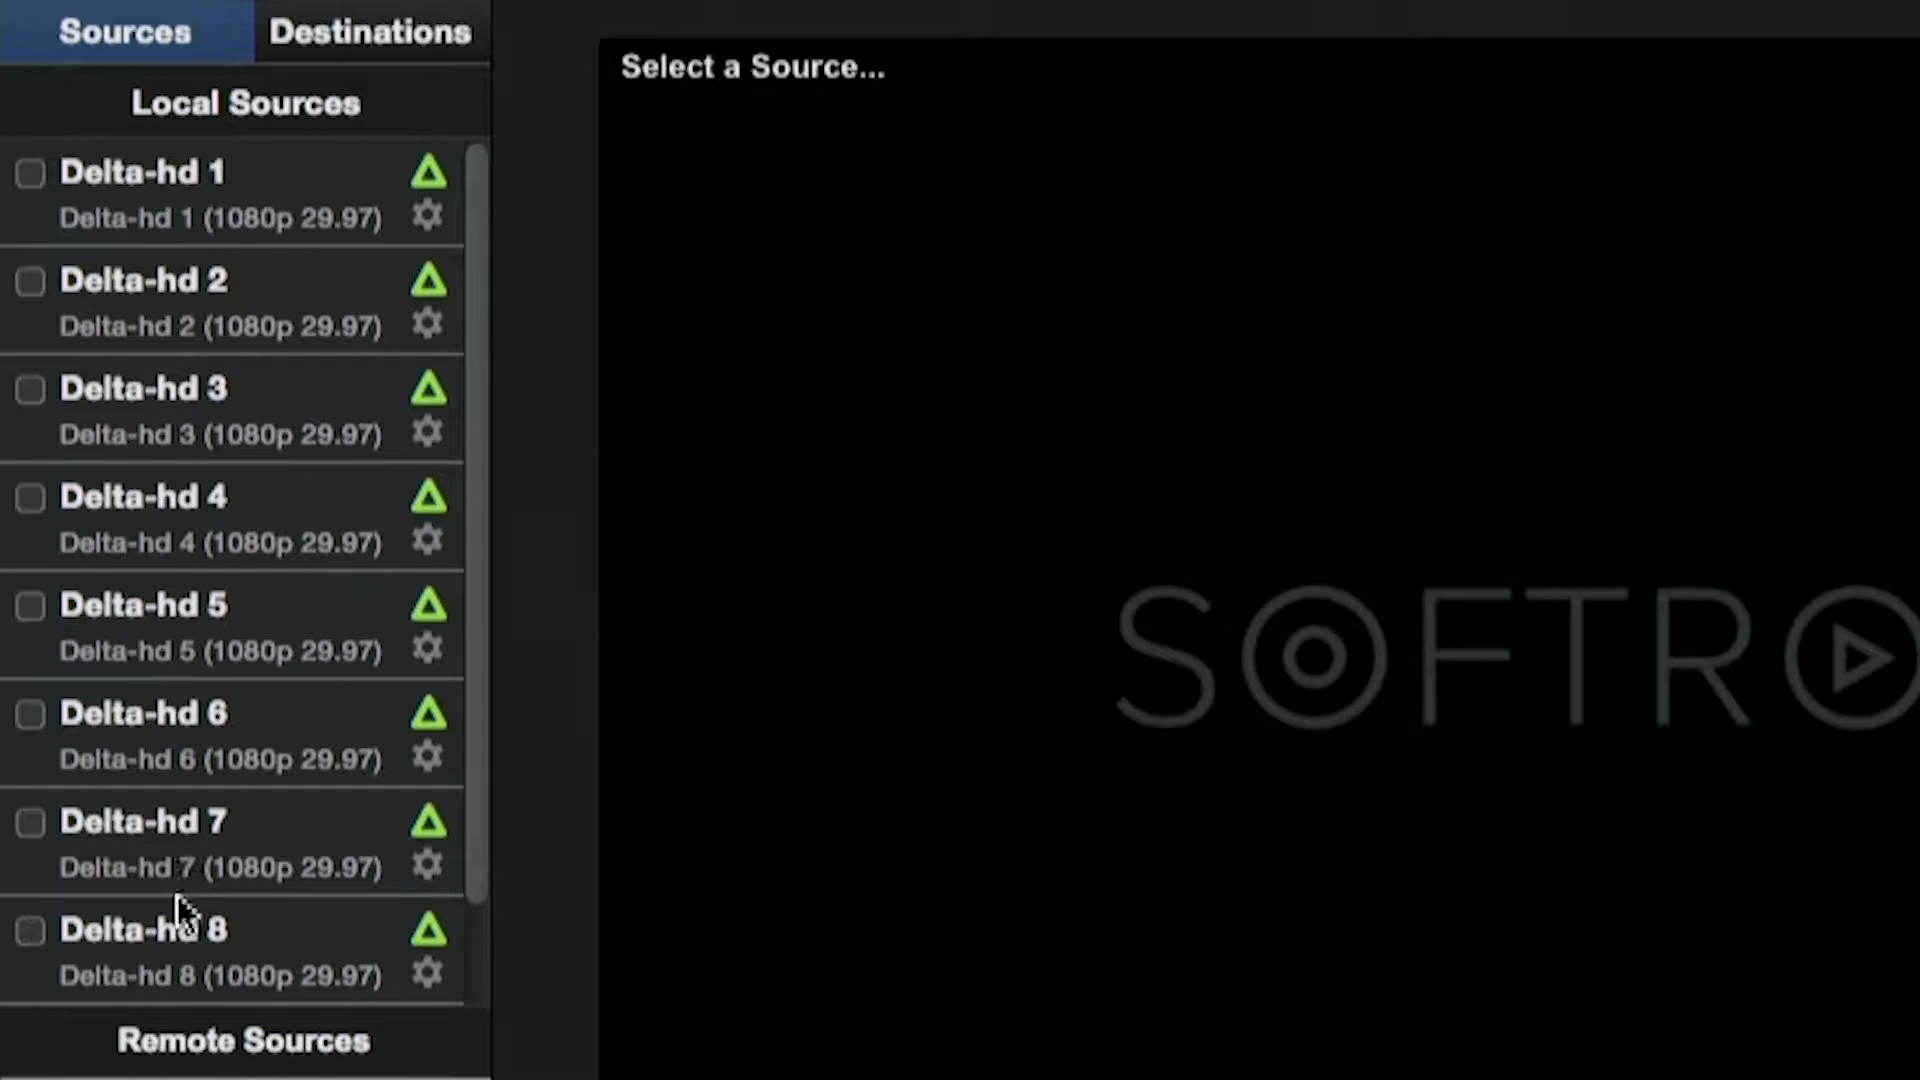 Sources Destinations
Local Sources
Delta-hd 1
Delta-hd 1 (1080p 29.97)
Delta-hd 2
Delta-hd 2 (1080p 29.97)
Delta-hd 3
Delta-hd 3 (1080p 29.97)
Delta-hd 4
Delta-hd 4 (1080p 29.97)
Delta-hd 5
Delta-hd 5 (1080p 29.97)
Delta-hd 6
Delta-hd 6 (1080p 29.97)
Delta-hd 7
Delta-hd 7 (1080p 29.97)
Delta-hd 8
Delta-hd 8 (1080p 29.97)
Remote Sources
Select a Source...
SOFTRO